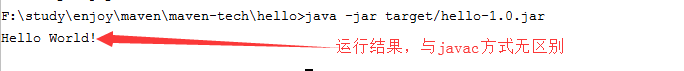 F:\study\enjoy\maven\maven-tech\hello>java -jar target/hello-1.0.jar
Hello World!
运行结果，与javac方式无区别